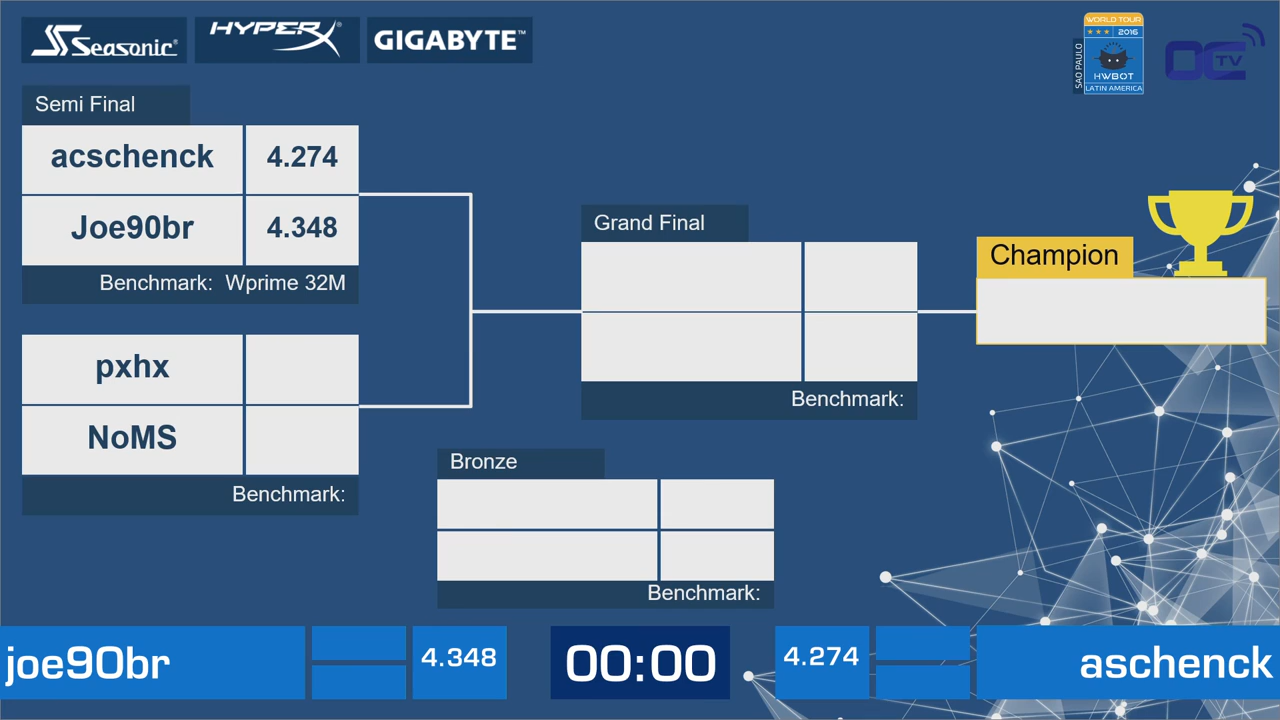 SEASONIC®
HYPERX®
GIGABYTE™
WORLD TOUR
2016
SAO PAULO
HWBOT
LATIN AMERICA
OC TV
Semi Final
acschenck 4.274
Joe90br 4.348
Benchmark: Wprime 32M
pxhx
NoMS
Benchmark:
Grand Final
Benchmark:
Champion
Bronze
Benchmark:
joe90br 4.348 00:00 4.274 aschenck